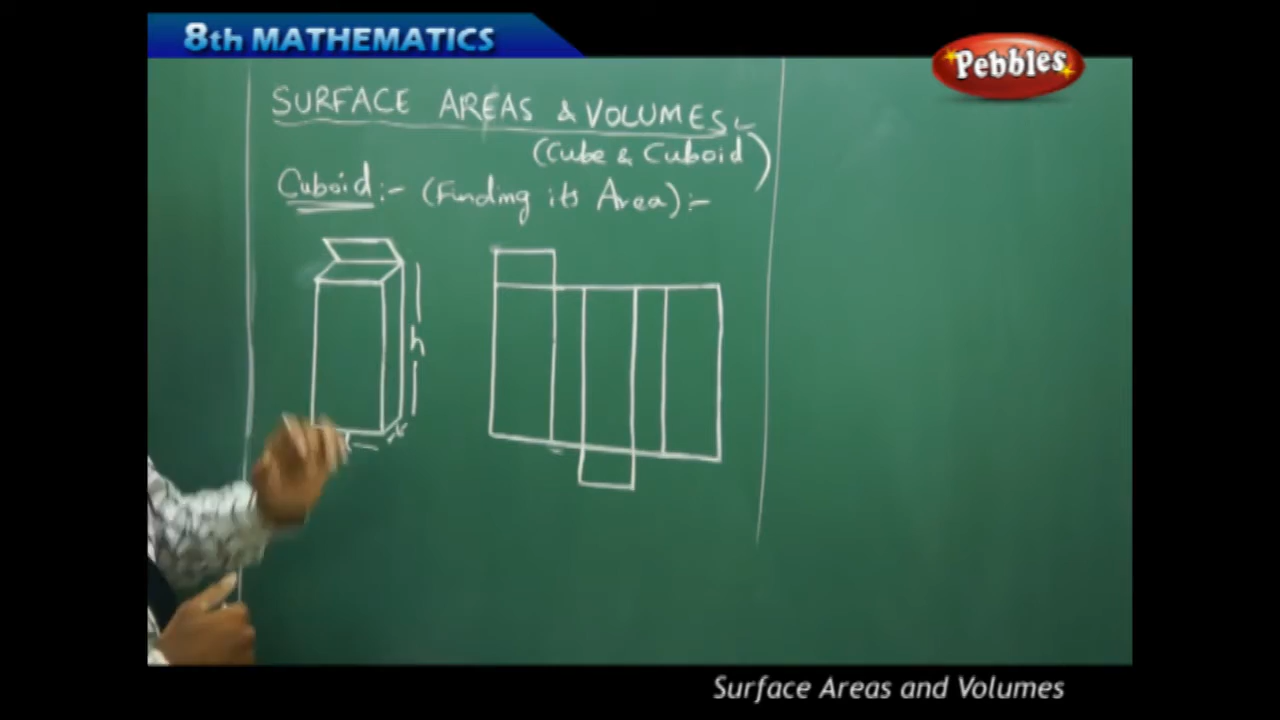 8th MATHEMATICS
Pebbles
SURFACE AREAS & VOLUMES:-
(Cube & Cuboid)
Cuboid:- (Finding its Area):-
h
Surface Areas and Volumes